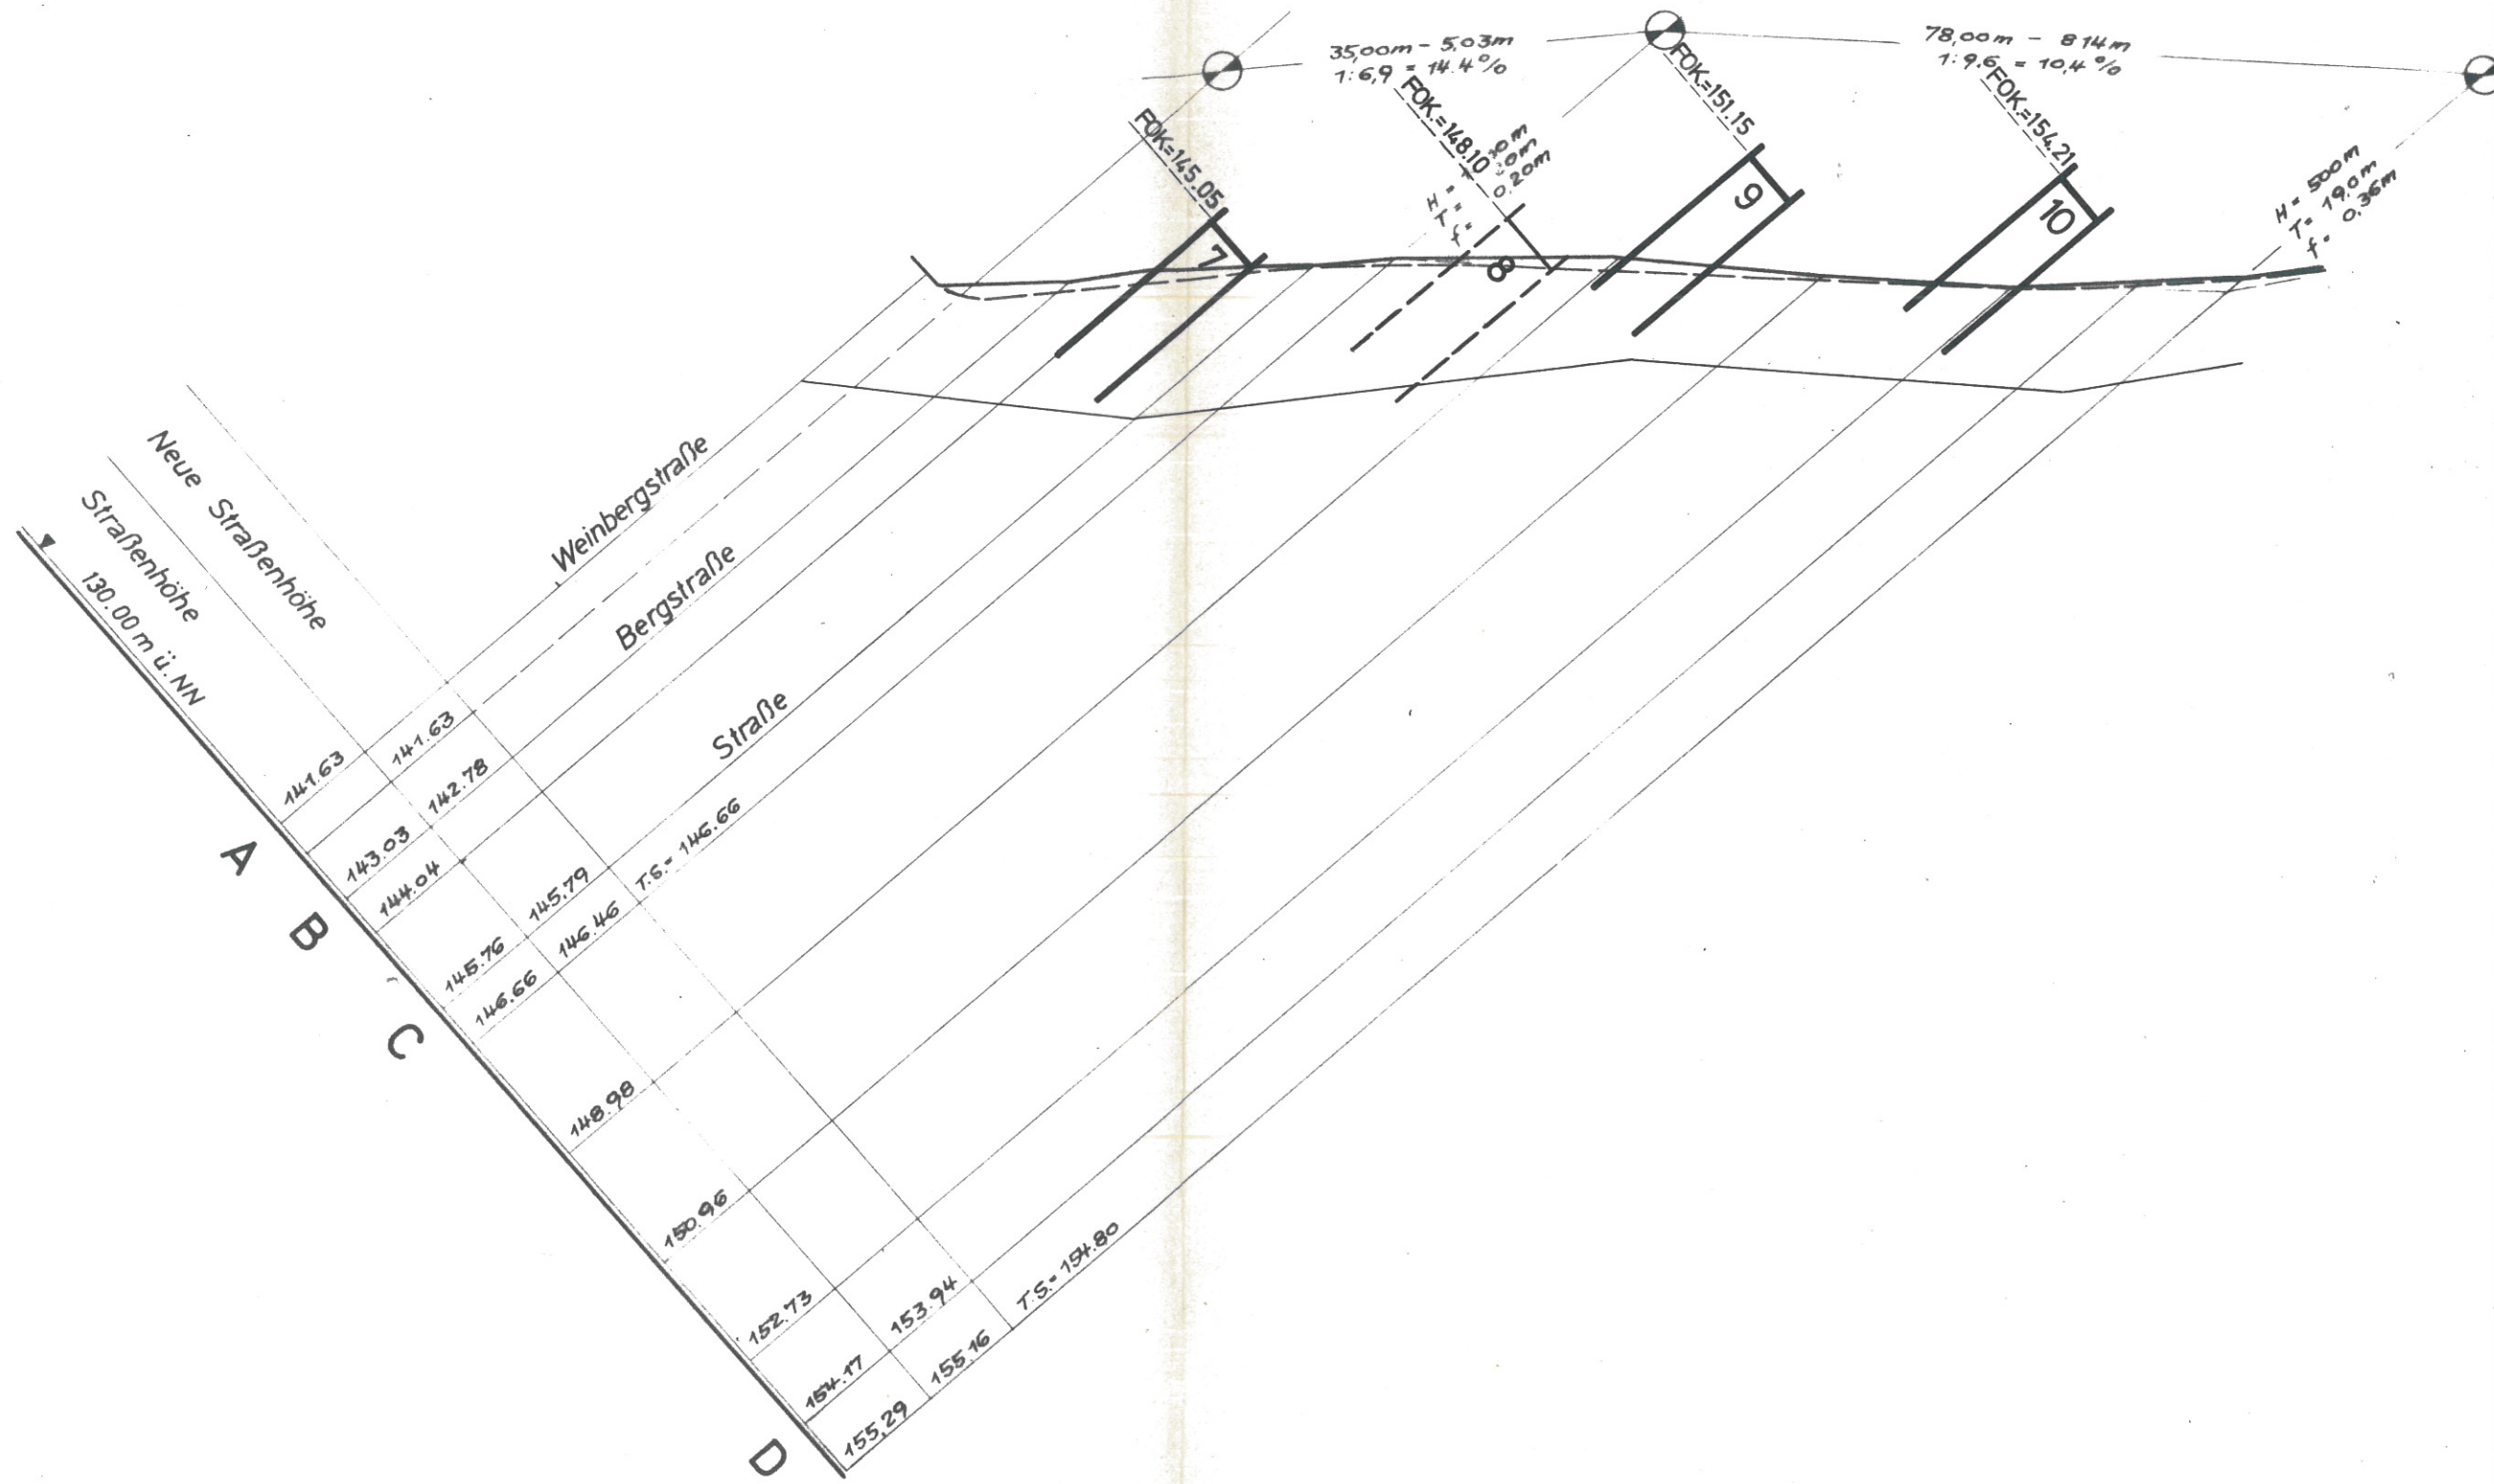 35,00m - 5,03m
1:6,9 = 14.4%
78,00m - 8 14m
1:9,6 = 10,4 %
FOK=145.05
FOK.=148.10
FOK=151.15
FOK=154.21
0.20m
H =
T =
f =
H = 500m
T = 19,0m
f = 0,36m
7
8
9
10
Neue Straßenhöhe
Straßenhöhe
130.00 m ü. NN
Weinbergstraße
Bergstraße
Straße
141.63
141.63
143.03
142.78
144.04
145.76
145.79
146.66
146.46
T.S. = 146.66
148.98
150.96
152.73
154.17
153.94
155,29
155.16
T.S. = 154.80
A
B
C
D